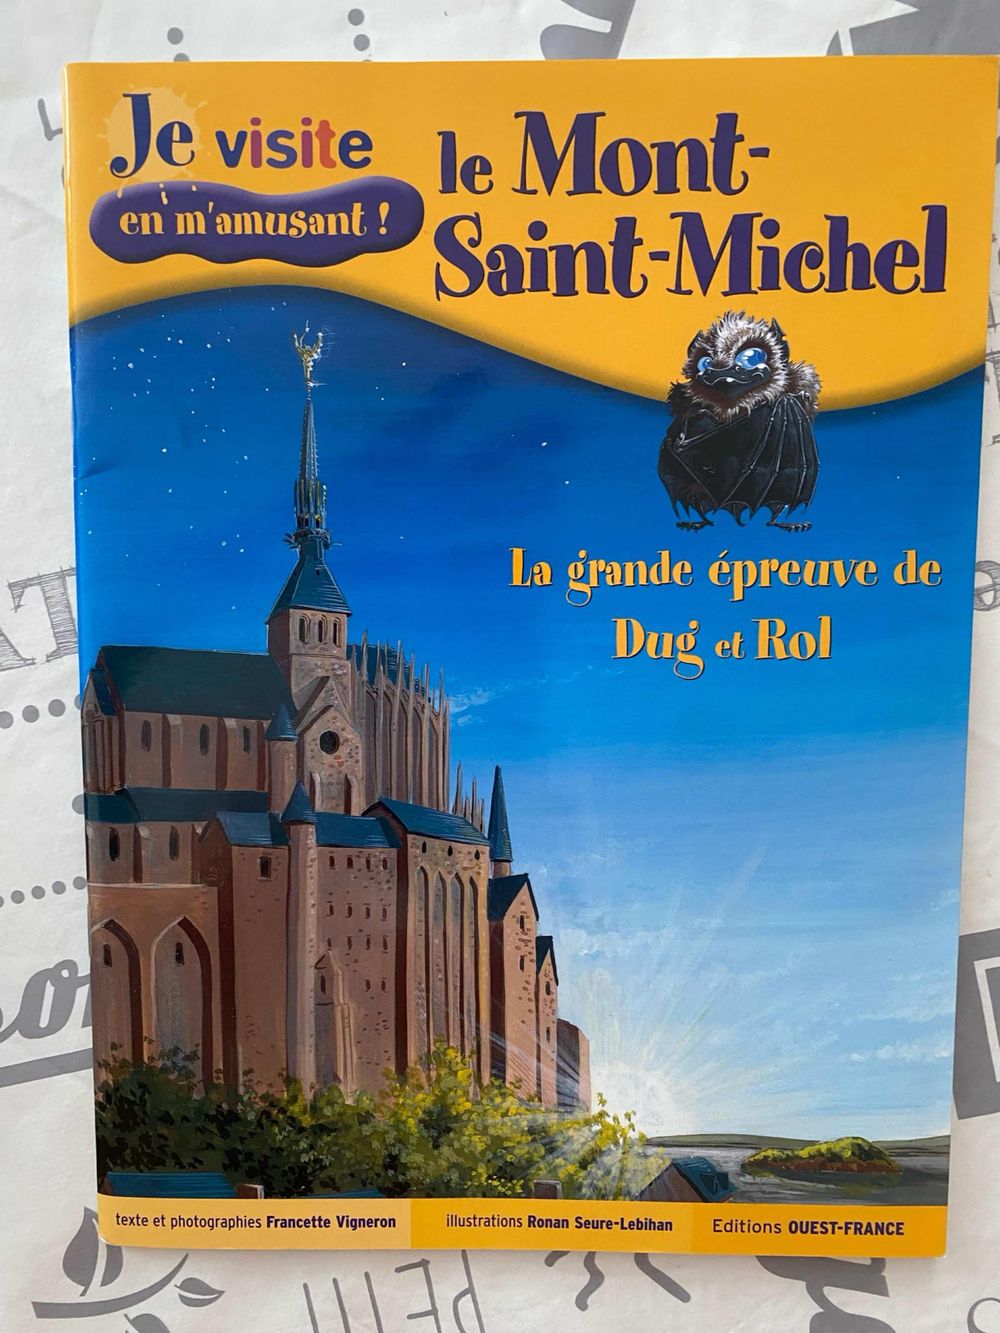 Je visite
en m'amusant !
le Mont-
Saint-Michel
La grande épreuve de
Dug et Rol
texte et photographies Francette Vigneron
illustrations Ronan Seure-Lebihan
Editions OUEST-FRANCE
PETIT